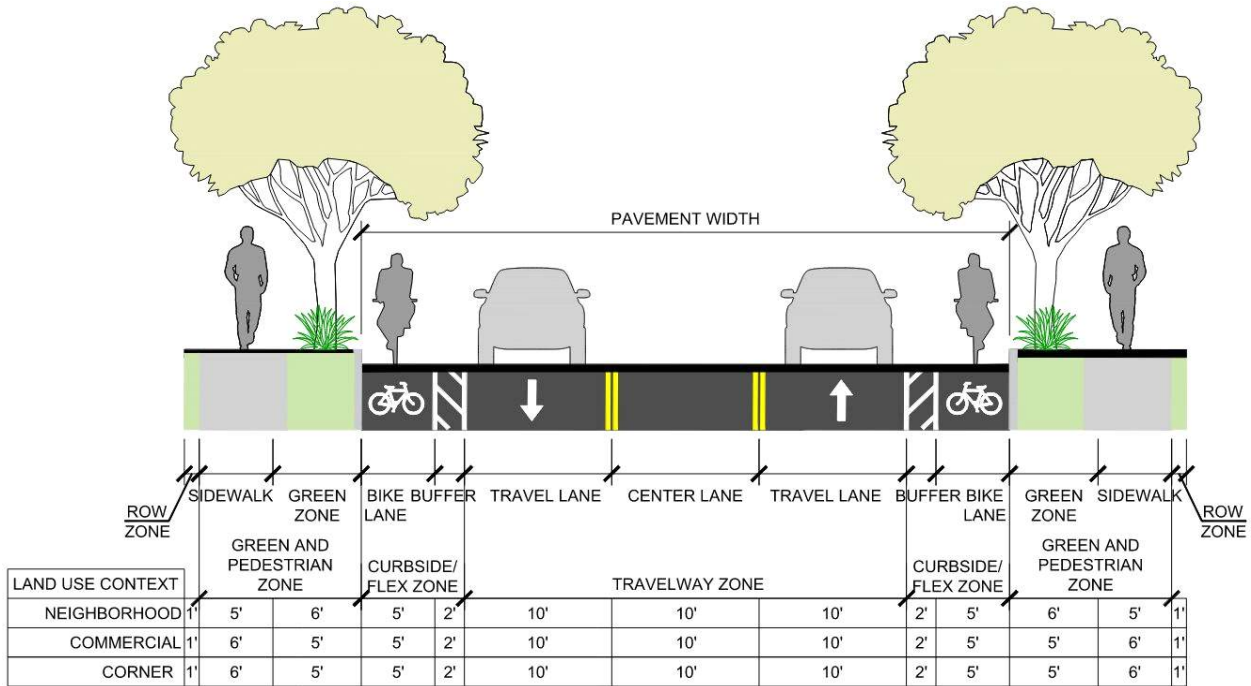 PAVEMENT WIDTH
ROW
ZONE
SIDEWALK
GREEN
ZONE
BIKE
LANE
BUFFER
TRAVEL LANE
CENTER LANE
TRAVEL LANE
BUFFER
BIKE
LANE
GREEN
ZONE
SIDEWALK
ROW
ZONE
GREEN AND
PEDESTRIAN
ZONE
CURBSIDE/
FLEX ZONE
TRAVELWAY ZONE
CURBSIDE/
FLEX ZONE
GREEN AND
PEDESTRIAN
ZONE
LAND USE CONTEXT
NEIGHBORHOOD 1' 5' 6' 5' 2' 10' 10' 10' 2' 5' 6' 5' 1'
COMMERCIAL 1' 6' 5' 5' 2' 10' 10' 10' 2' 5' 5' 6' 1'
CORNER 1' 6' 5' 5' 2' 10' 10' 10' 2' 5' 5' 6' 1'